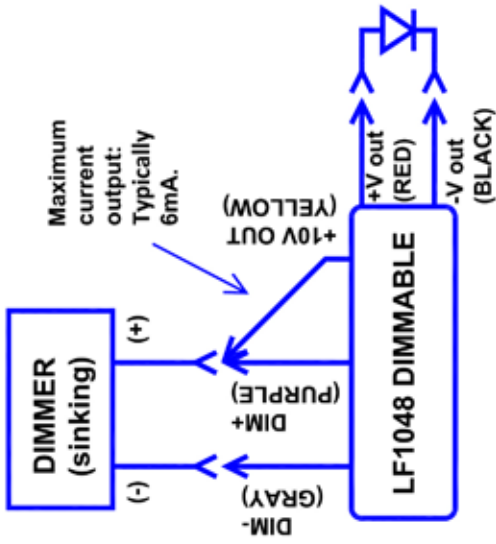 DIMMER
(sinking)
(-)
(+)
Maximum
current
output:
Typically
6mA.
DIM-
(GRAY)
DIM+
(PURPLE)
+10V OUT
(YELLOW)
LF1048 DIMMABLE
+V out
(RED)
-V out
(BLACK)